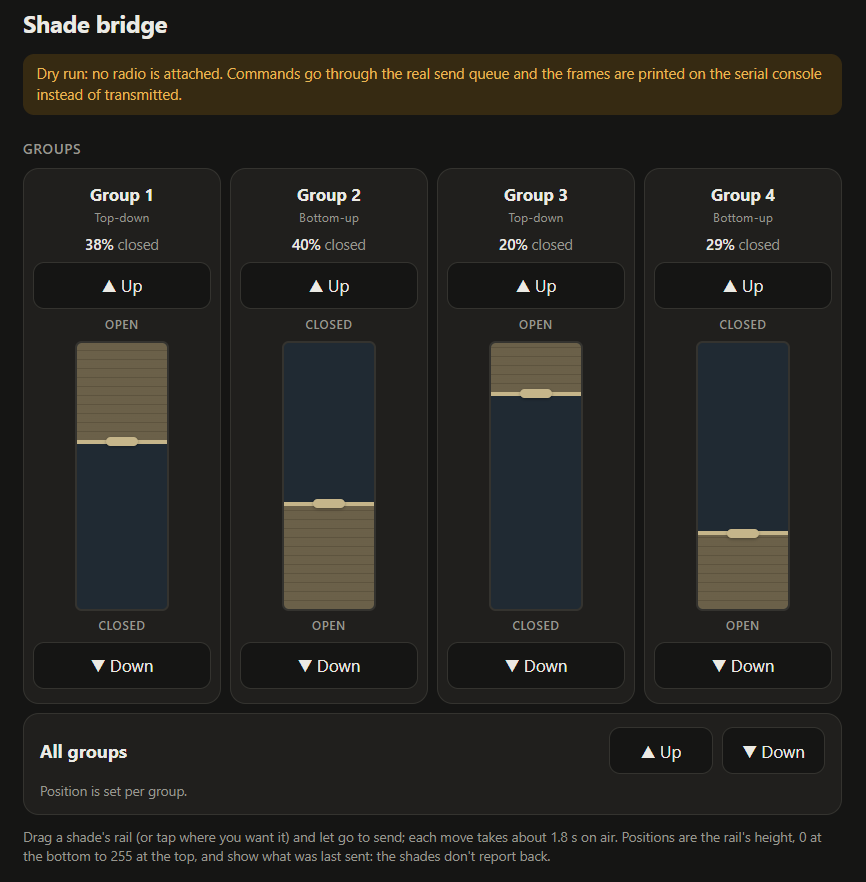 Shade bridge
Dry run: no radio is attached. Commands go through the real send queue and the frames are printed on the serial console
instead of transmitted.
GROUPS
Group 1
Top-down
38% closed
▲ Up
OPEN
CLOSED
▼ Down
Group 2
Bottom-up
40% closed
▲ Up
CLOSED
OPEN
▼ Down
Group 3
Top-down
20% closed
▲ Up
OPEN
CLOSED
▼ Down
Group 4
Bottom-up
29% closed
▲ Up
CLOSED
OPEN
▼ Down
All groups
▲ Up
▼ Down
Position is set per group.
Drag a shade's rail (or tap where you want it) and let go to send; each move takes about 1.8 s on air. Positions are the rail's height, 0 at
the bottom to 255 at the top, and show what was last sent: the shades don't report back.